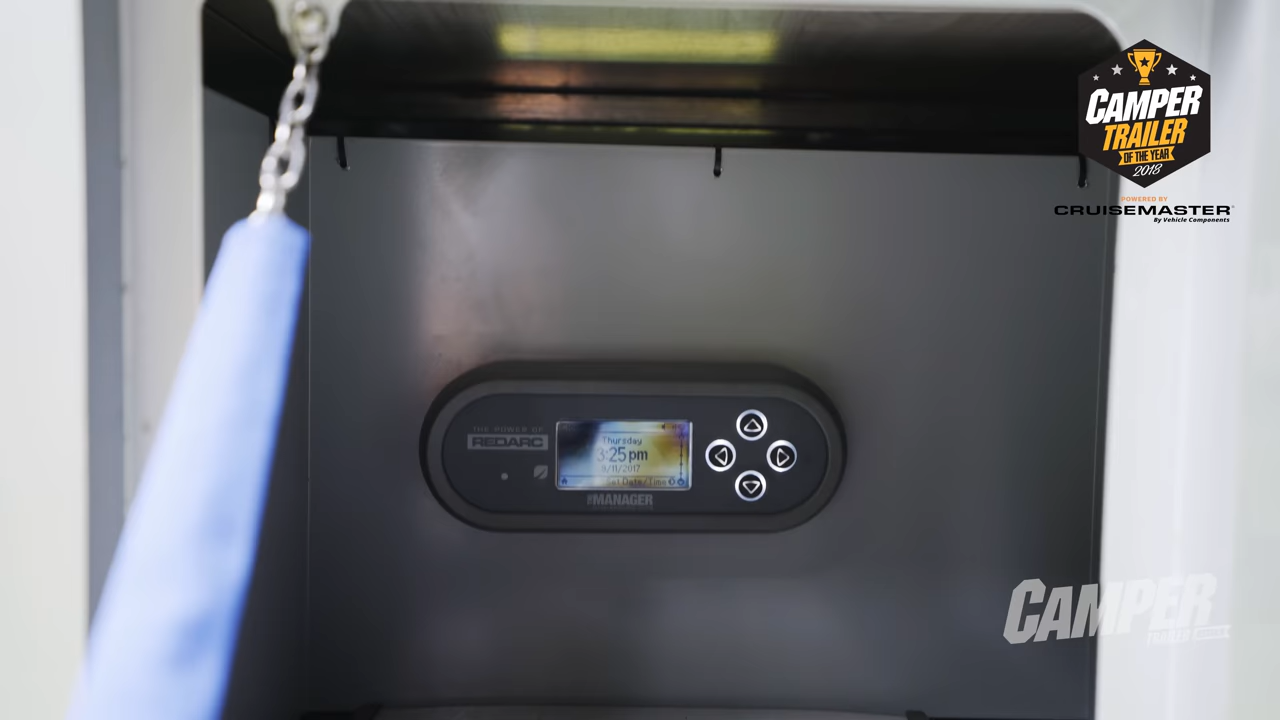 CAMPER
TRAILER
OF THE YEAR
2018
POWERED BY
CRUISEMASTER
By Vehicle Components
THE POWER OF
REDARC
Thursday
3:25pm
9/11/2017
Set Date/Time
THE MANAGER
CAMPER
TRAILER